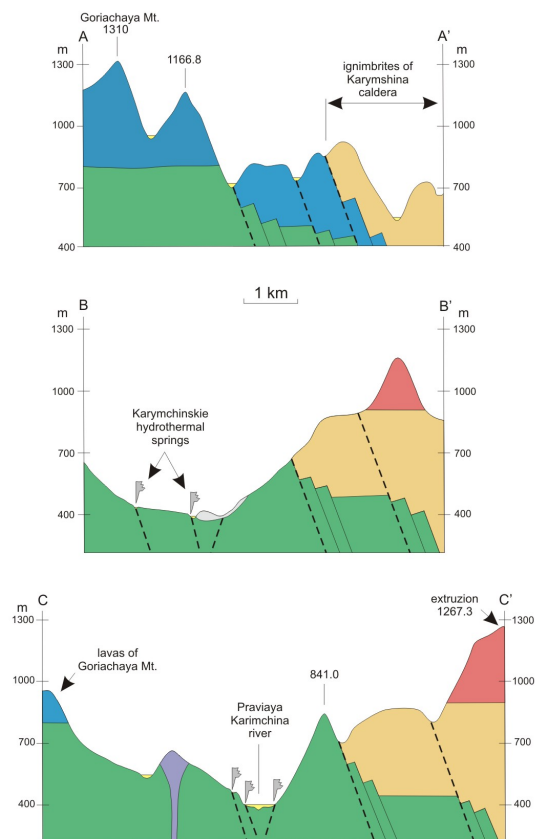 Goriachaya Mt.
1310
A
A'
m
m
1166.8
ignimbrites of
Karymshina
caldera
1300
1300
1000
1000
700
700
400
400
1 km
B
B'
m
m
1300
1300
1000
1000
Karymchinskie
hydrothermal
springs
700
700
400
400
C
C'
m
m
extruzion
1267.3
1300
1300
lavas of
Goriachaya Mt.
841.0
1000
1000
Praviaya
Karimchina
river
700
700
400
400